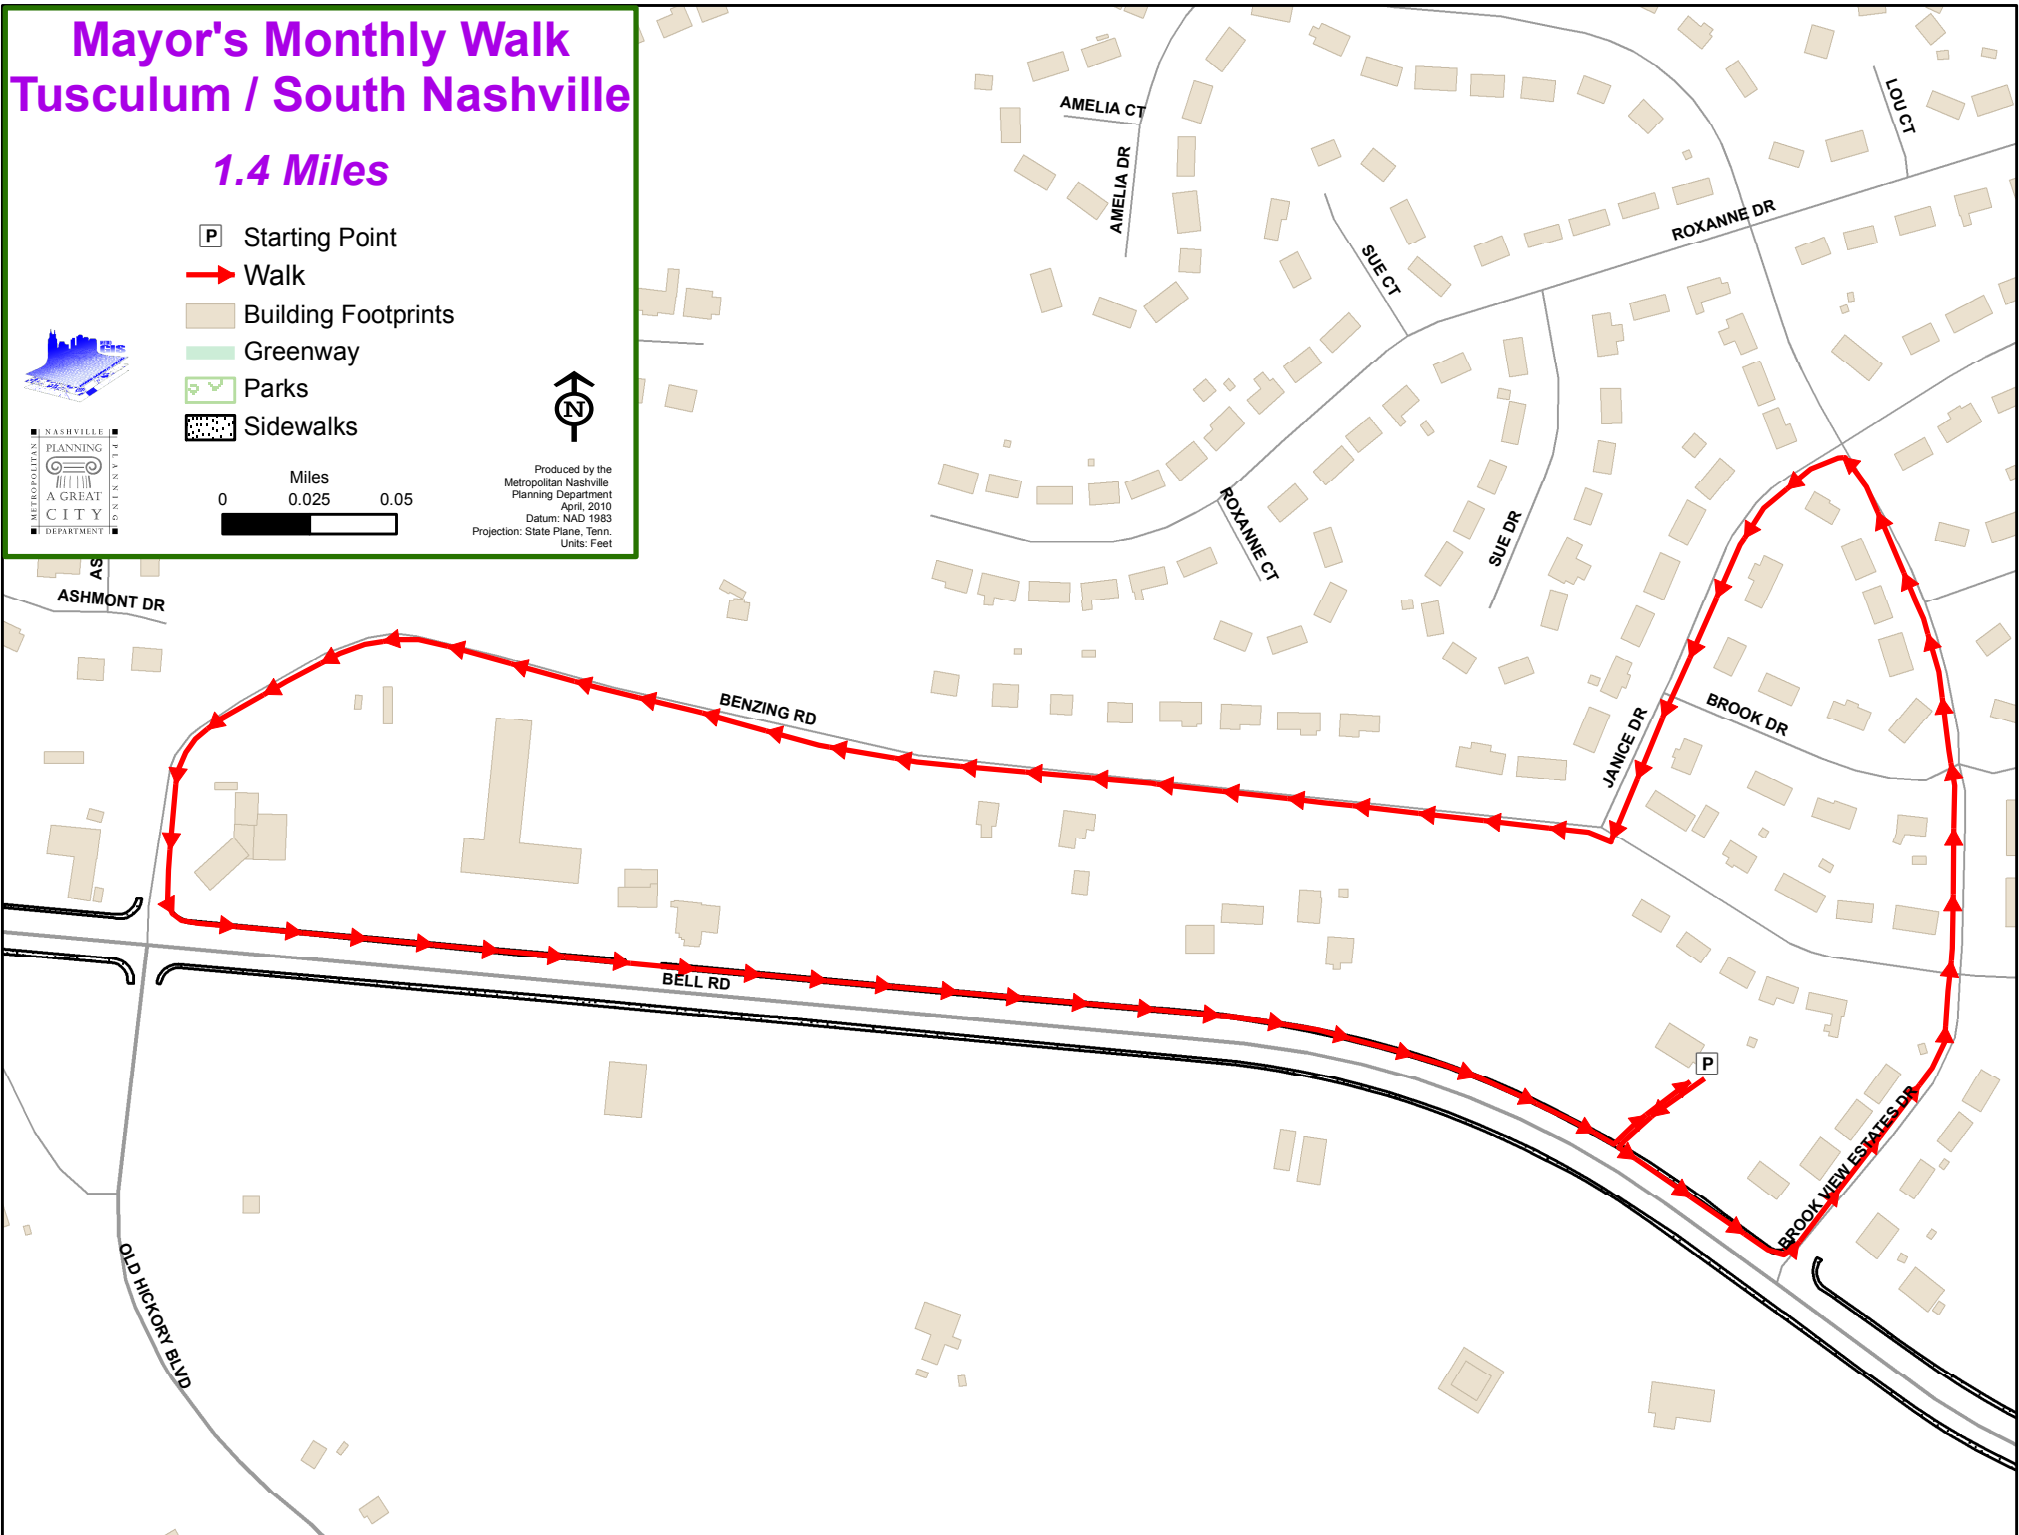 Mayor's Monthly Walk
Tusculum / South Nashville
1.4 Miles
P Starting Point
Walk
Building Footprints
Greenway
Parks
Sidewalks
N
Miles
0 0.025 0.05
Produced by the
Metropolitan Nashville
Planning Department
April, 2010
Datum: NAD 1983
Projection: State Plane, Tenn.
Units: Feet
GIS
NASHVILLE
METROPOLITAN
PLANNING
PLANNING
A GREAT
CITY
DEPARTMENT
AMELIA CT
AMELIA DR
LOU CT
ROXANNE DR
SUE CT
ROXANNE CT
SUE DR
AS
ASHMONT DR
BENZING RD
JANICE DR
BROOK DR
BELL RD
P
BROOK VIEW ESTATES DR
OLD HICKORY BLVD